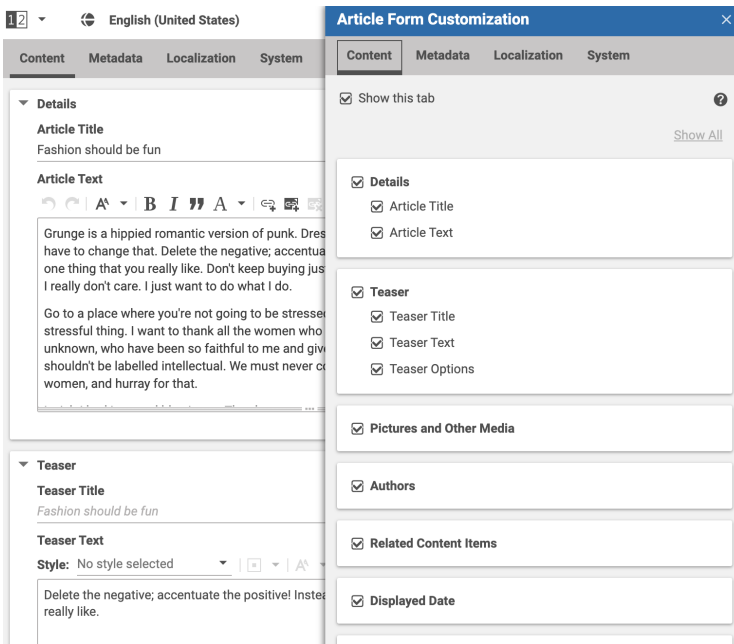 12
English (United States)
Content Metadata Localization System
Details
Article Title
Fashion should be fun
Article Text
Grunge is a hippied romantic version of punk. Dres
have to change that. Delete the negative; accentua
one thing that you really like. Don't keep buying jus
I really don't care. I just want to do what I do.
Go to a place where you're not going to be stressed
stressful thing. I want to thank all the women who
unknown, who have been so faithful to me and give
shouldn't be labelled intellectual. We must never co
women, and hurray for that.
Teaser
Teaser Title
Fashion should be fun
Teaser Text
Style: No style selected
Delete the negative; accentuate the positive! Instea
really like.
Article Form Customization
Content Metadata Localization System
Show this tab
Show All
Details
Article Title
Article Text
Teaser
Teaser Title
Teaser Text
Teaser Options
Pictures and Other Media
Authors
Related Content Items
Displayed Date